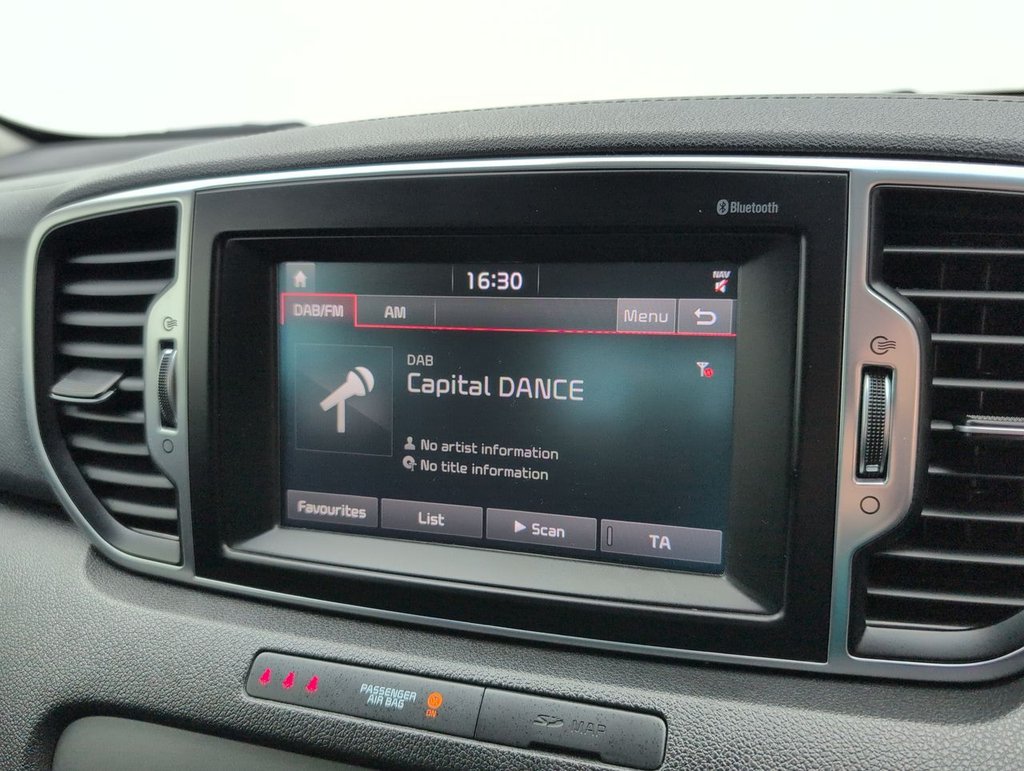 Bluetooth
16:30
NAV
DAB/FM AM Menu
DAB
Capital DANCE
No artist information
No title information
Favourites List Scan TA
PASSENGER
AIR BAG
ON
SD MAP